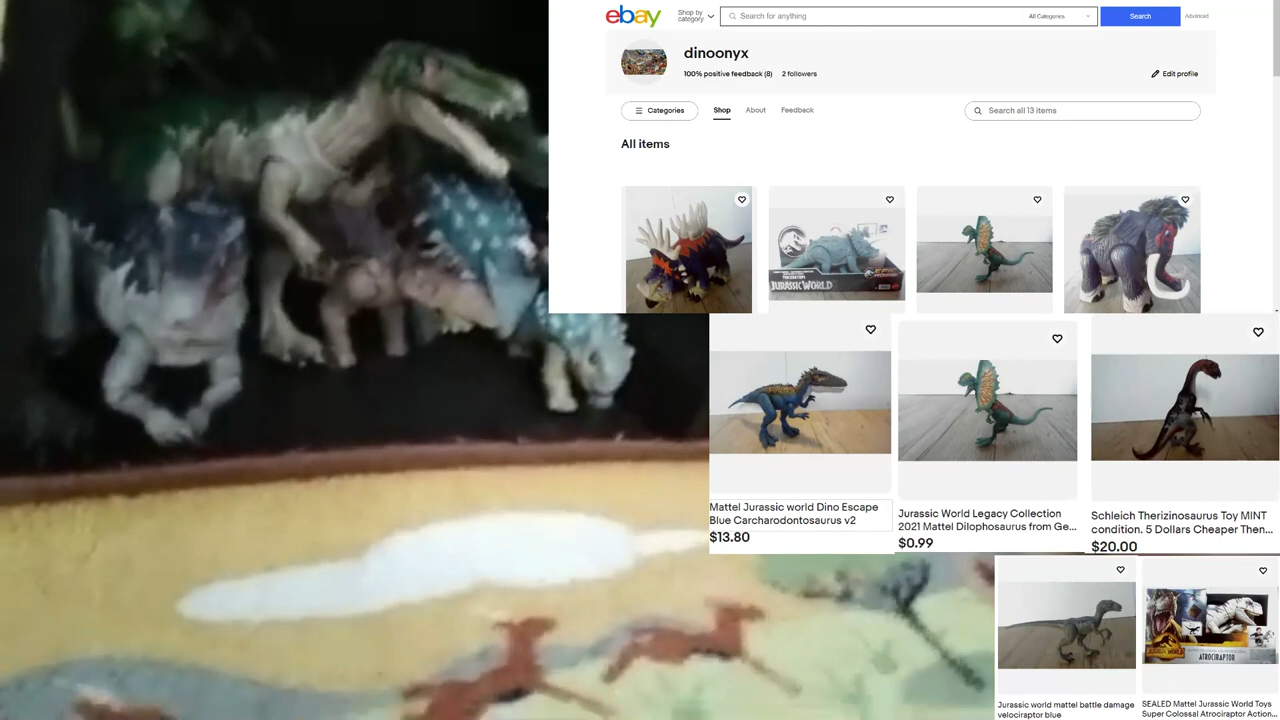 ebay
Shop by
category
Search for anything
All Categories
Search
Advanced
dinoonyx
100% positive feedback (8) 2 followers
Edit profile
Categories
Shop
About
Feedback
Search all 13 items
All items
JURASSIC WORLD
Mattel Jurassic world Dino Escape
Blue Carcharodontosaurus v2
$13.80
Jurassic World Legacy Collection
2021 Mattel Dilophosaurus from Ge...
$0.99
Schleich Therizinosaurus Toy MINT
condition. 5 Dollars Cheaper Then...
$20.00
ATROCIRAPTOR
Jurassic world mattel battle damage
velociraptor blue
SEALED Mattel Jurassic World Toys
Super Colossal Atrociraptor Action...